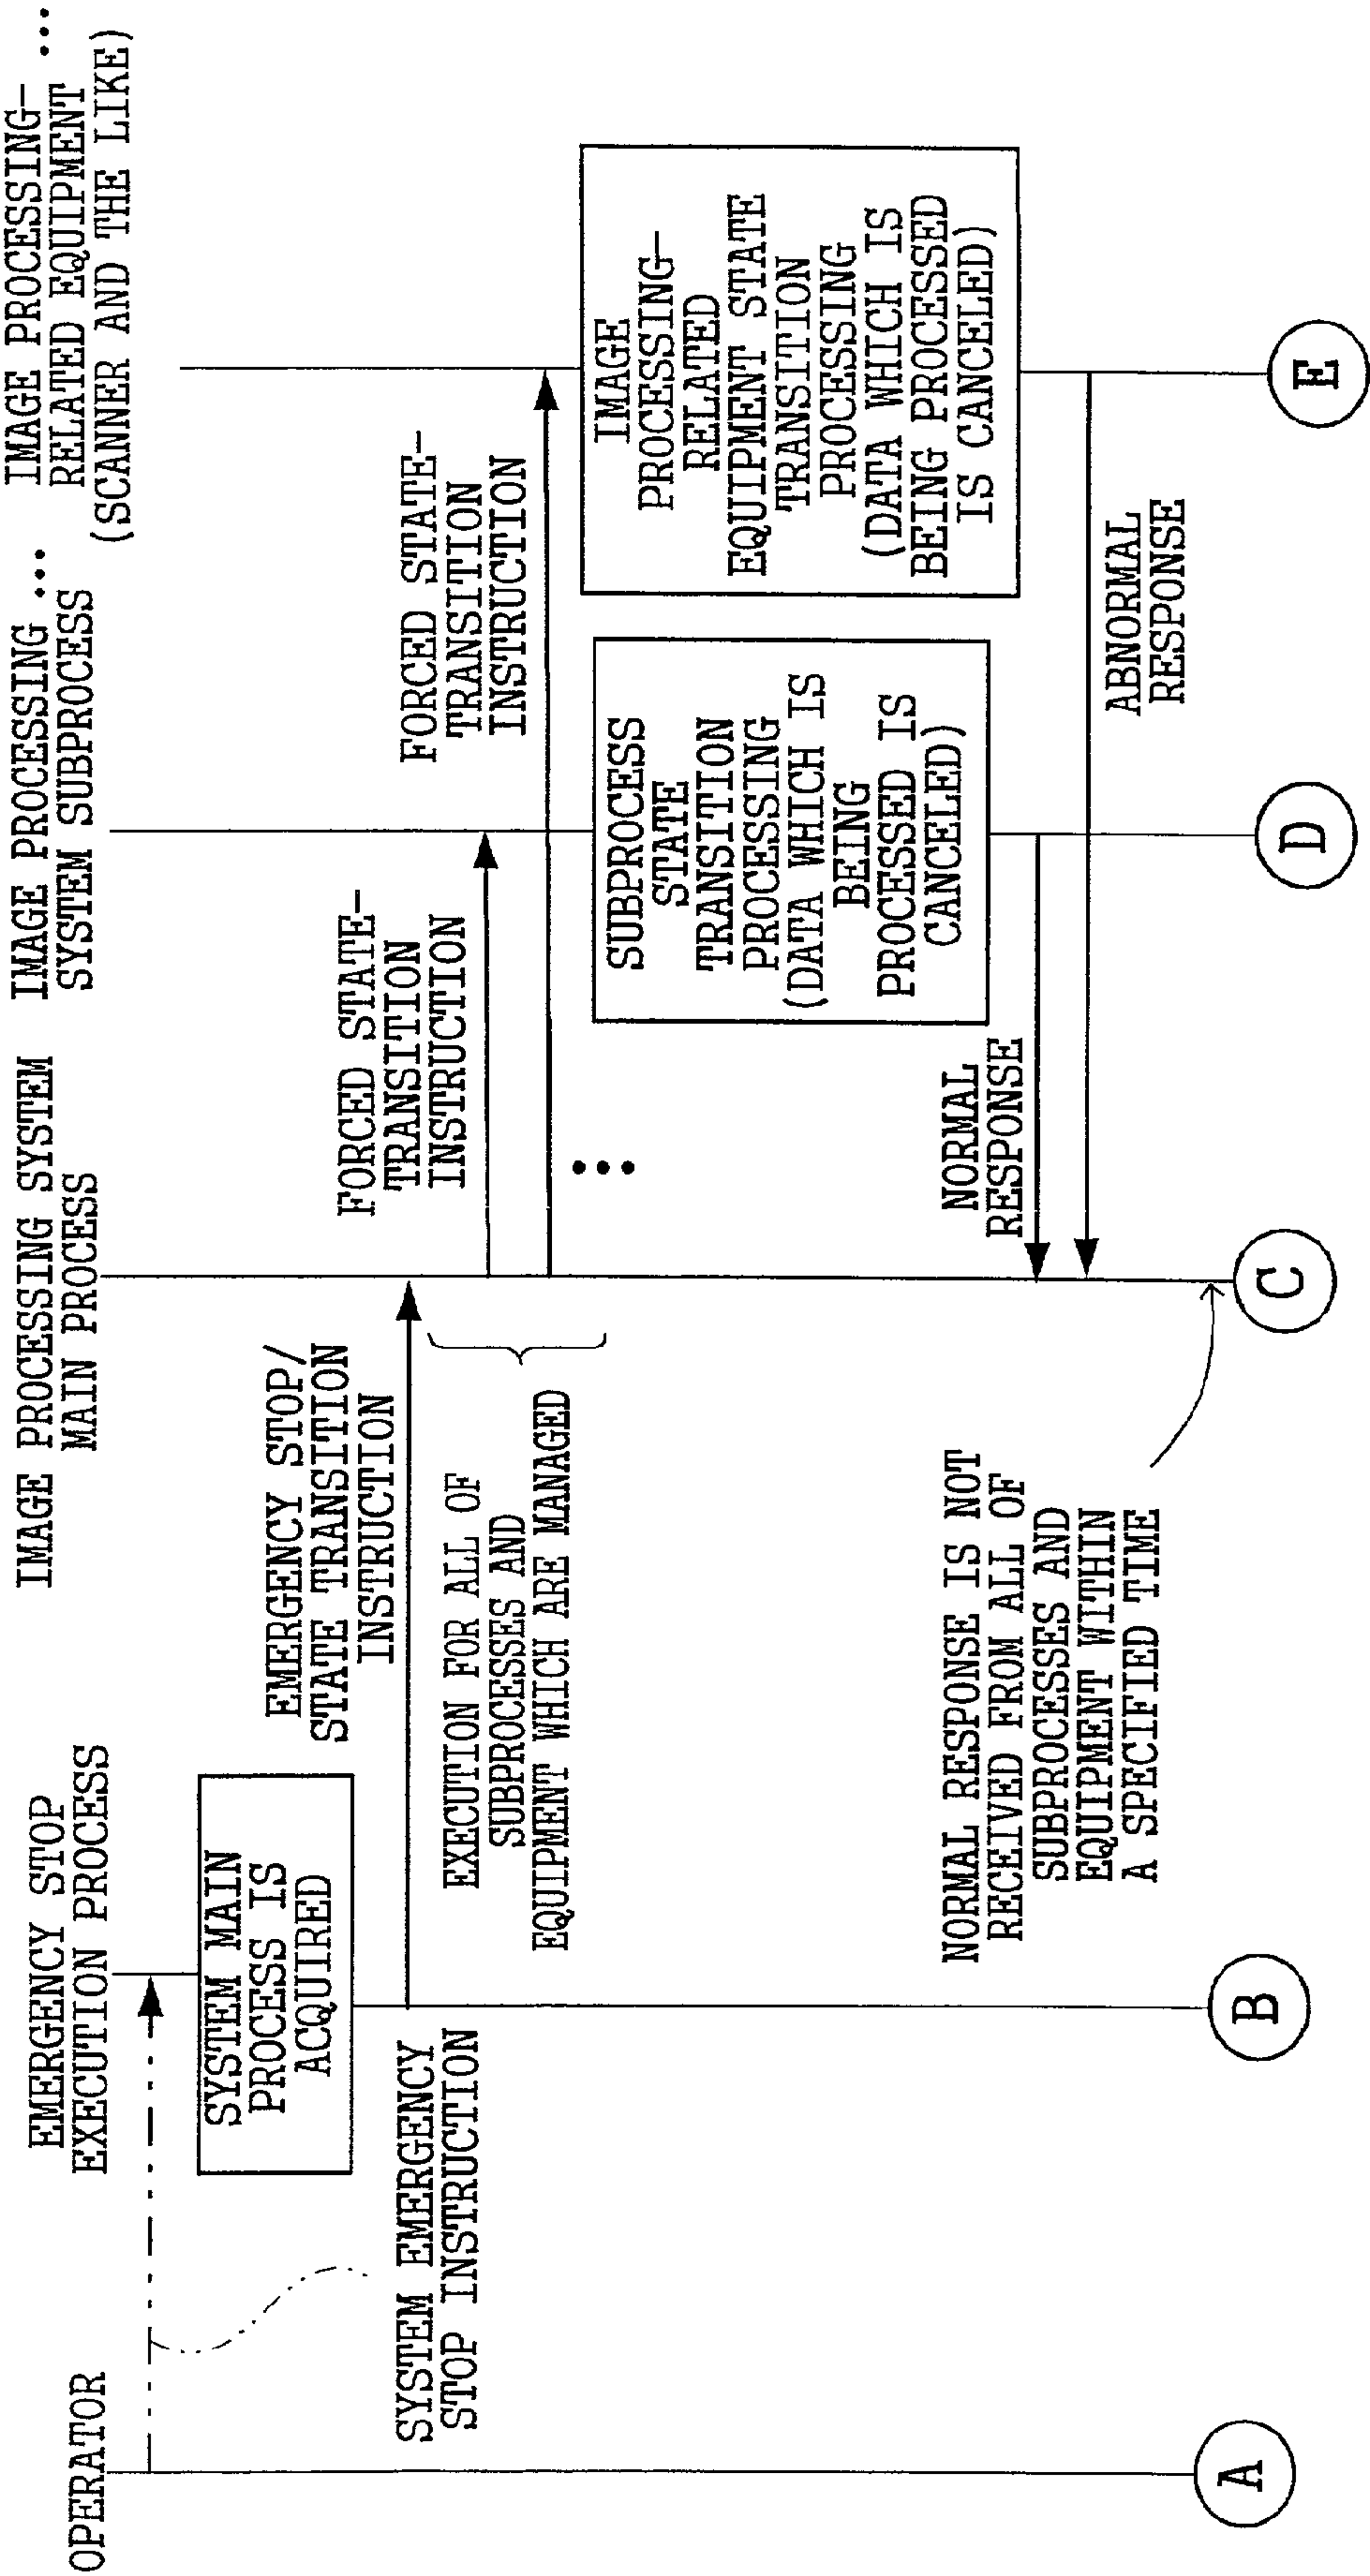 OPERATOR
EMERGENCY STOP
EXECUTION PROCESS
IMAGE PROCESSING SYSTEM
MAIN PROCESS
IMAGE PROCESSING ...
SYSTEM SUBPROCESS
IMAGE PROCESSING— ...
RELATED EQUIPMENT
(SCANNER AND THE LIKE)
SYSTEM EMERGENCY
STOP INSTRUCTION
SYSTEM MAIN
PROCESS IS
ACQUIRED
EMERGENCY STOP/
STATE TRANSITION
INSTRUCTION
EXECUTION FOR ALL OF
SUBPROCESSES AND
EQUIPMENT WHICH ARE MANAGED
FORCED STATE—
TRANSITION
INSTRUCTION
FORCED STATE—
TRANSITION
INSTRUCTION
...
SUBPROCESS
STATE
TRANSITION
PROCESSING
(DATA WHICH IS
BEING
PROCESSED IS
CANCELED)
IMAGE
PROCESSING—
RELATED
EQUIPMENT STATE
TRANSITION
PROCESSING
(DATA WHICH IS
BEING PROCESSED
IS CANCELED)
NORMAL
RESPONSE
ABNORMAL
RESPONSE
NORMAL RESPONSE IS NOT
RECEIVED FROM ALL OF
SUBPROCESSES AND
EQUIPMENT WITHIN
A SPECIFIED TIME
A
B
C
D
E